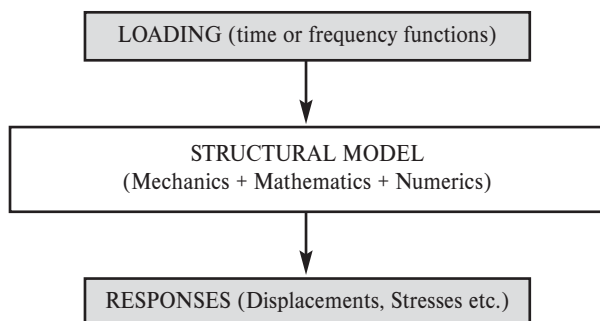 LOADING (time or frequency functions)
STRUCTURAL MODEL
(Mechanics + Mathematics + Numerics)
RESPONSES (Displacements, Stresses etc.)